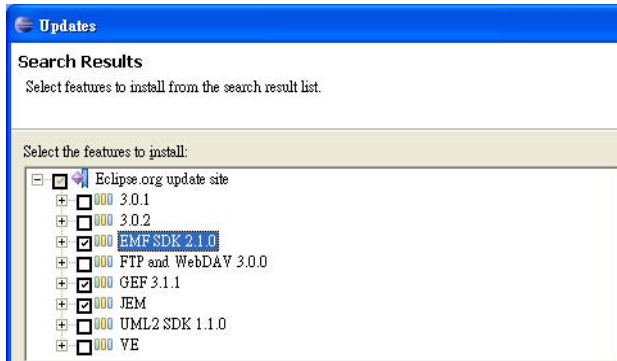 Updates
Search Results
Select features to install from the search result list.
Select the features to install:
Eclipse.org update site
3.0.1
3.0.2
EMF SDK 2.1.0
FTP and WebDAV 3.0.0
GEF 3.1.1
JEM
UML2 SDK 1.1.0
VE